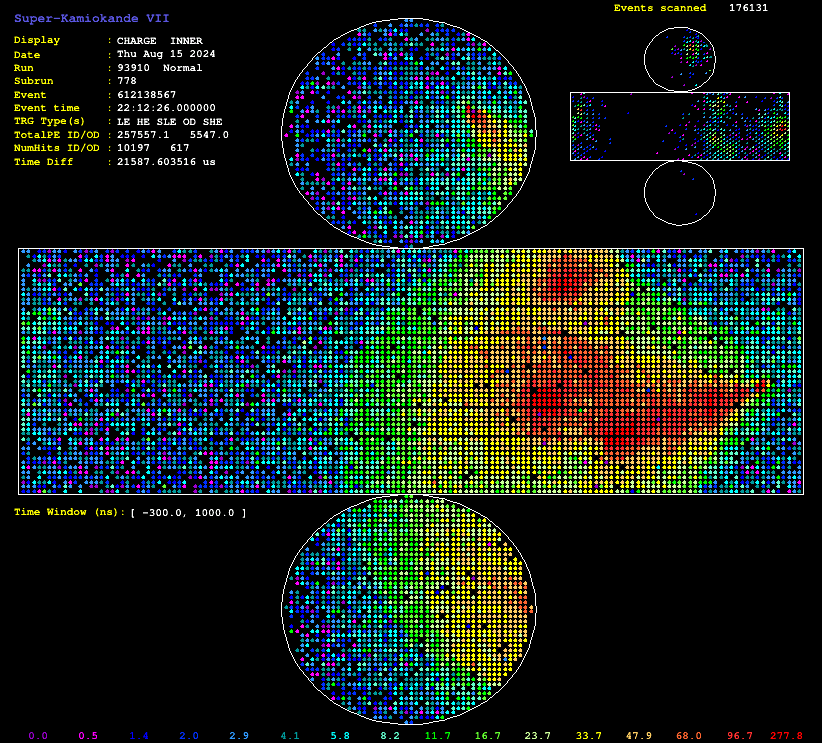 Super-Kamiokande VII
Events scanned 176131
Display : CHARGE INNER
Date : Thu Aug 15 2024
Run : 93910 Normal
Subrun : 778
Event : 612138567
Event time : 22:12:26.000000
TRG Type(s) : LE HE SLE OD SHE
TotalPE ID/OD : 257557.1 5547.0
NumHits ID/OD : 10197 617
Time Diff : 21587.603516 us
Time Window (ns): [ -300.0, 1000.0 ]
0.0 0.5 1.4 2.0 2.9 4.1 5.8 8.2 11.7 16.7 23.7 33.7 47.9 68.0 96.7 277.8